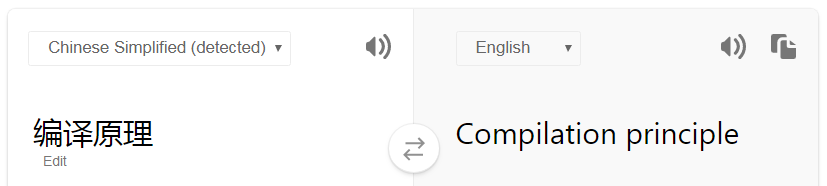 Chinese Simplified (detected)
English
编译原理
Compilation principle
Edit